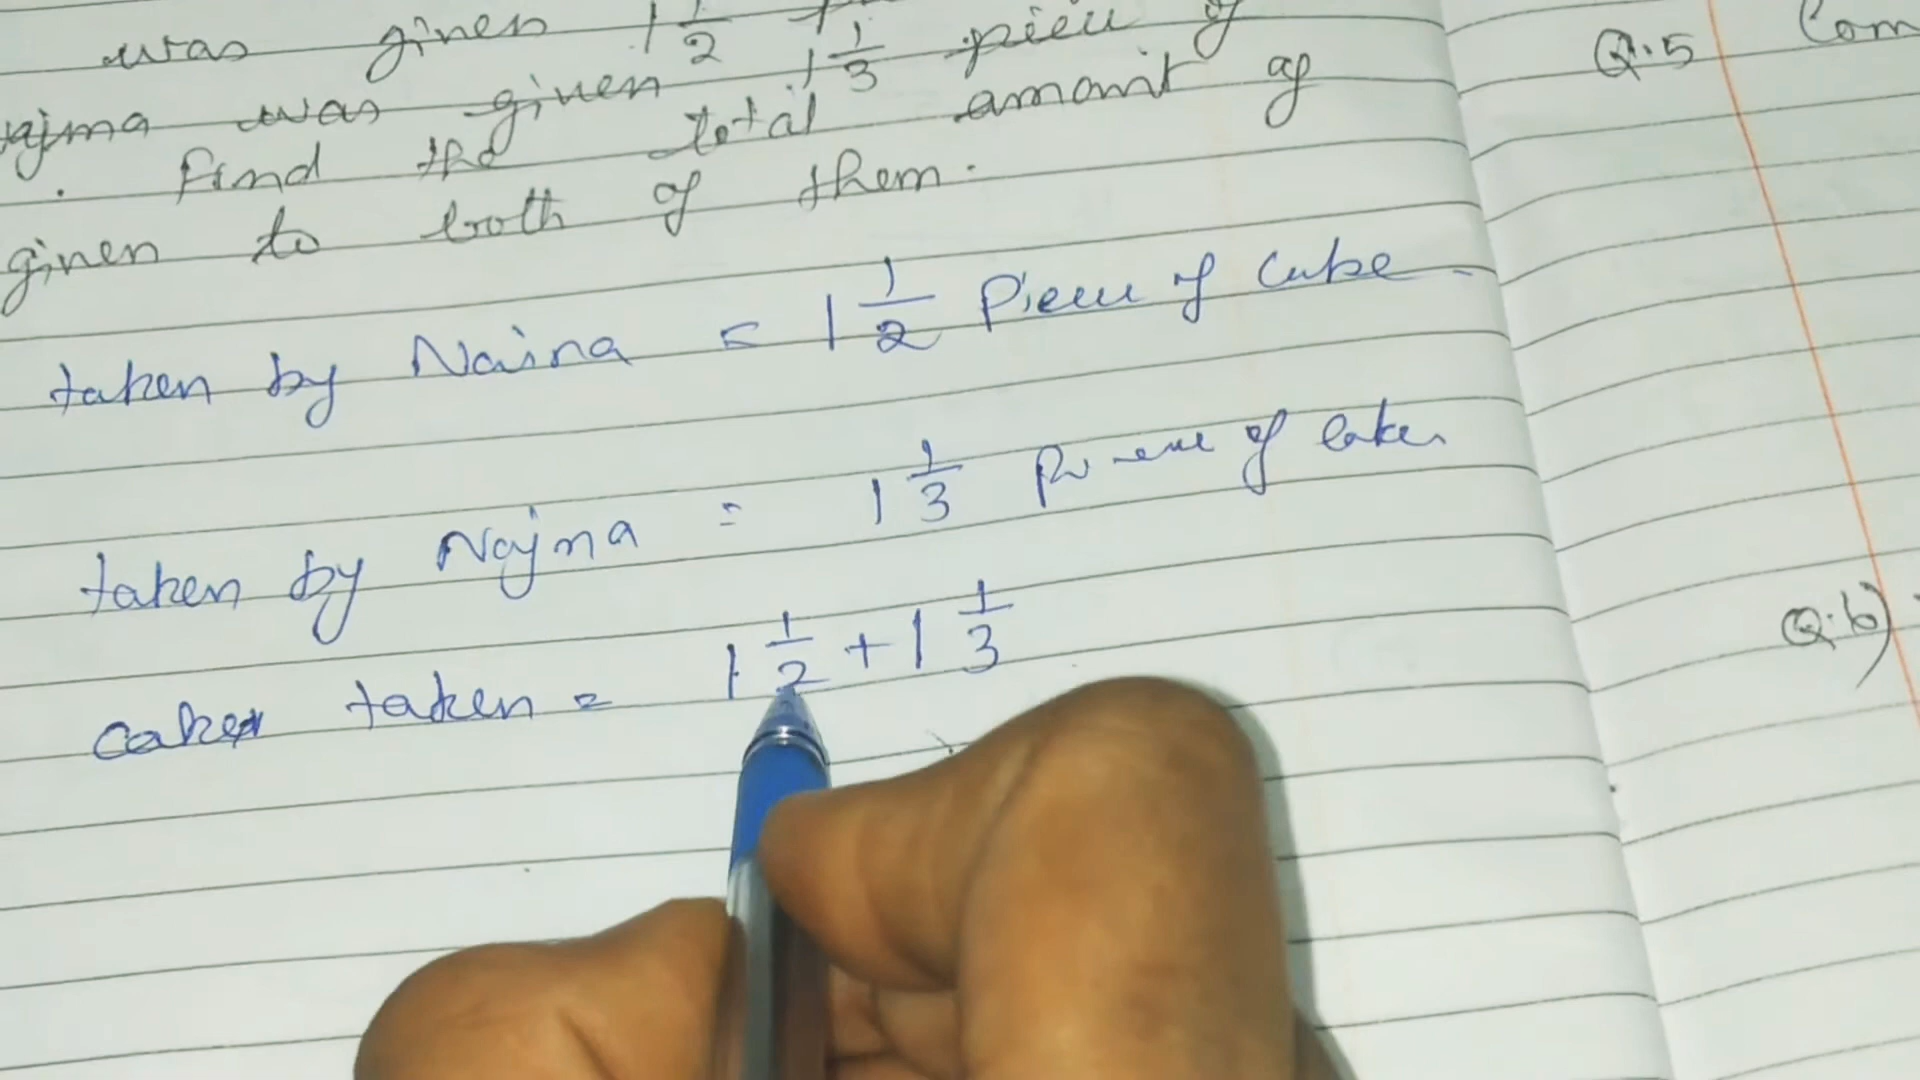 was given 1 1/2
ajma was given 1 1/3 piece of
. Find the total amount of
given to both of them.
taken by Naina = 1 1/2 Piece of Cake
taken by Najma = 1 1/3 Piece of cake.
cake taken = 1 1/2 + 1 1/3
Q.5 Com
Q.6)